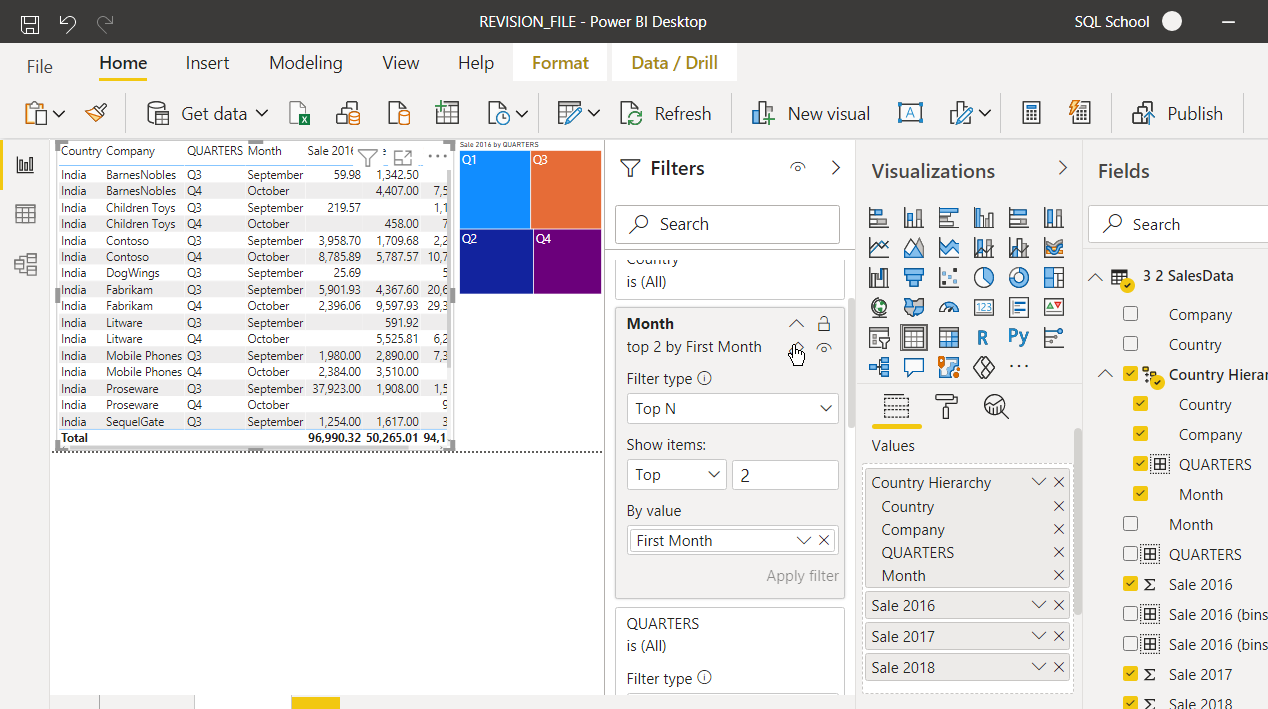 REVISION_FILE - Power BI Desktop
SQL School
File Home Insert Modeling View Help Format Data / Drill
Get data Refresh New visual A Publish
Country Company QUARTERS Month Sale 2016
India BarnesNobles Q3 September 59.98 1,342.50
India BarnesNobles Q4 October 4,407.00 7,5
India Children Toys Q3 September 219.57 1,1
India Children Toys Q4 October 458.00 7
India Contoso Q3 September 3,958.70 1,709.68 2,2
India Contoso Q4 October 8,785.89 5,787.57 10,7
India DogWings Q3 September 25.69 5
India Fabrikam Q3 September 5,901.93 4,367.60 20,6
India Fabrikam Q4 October 2,396.06 9,597.93 29,3
India Litware Q3 September 591.92
India Litware Q4 October 5,525.81 6,2
India Mobile Phones Q3 September 1,980.00 2,890.00 7,3
India Mobile Phones Q4 October 2,384.00 3,510.00
India Proseware Q3 September 37,923.00 1,908.00 1,5
India Proseware Q4 October 9
India SequelGate Q3 September 1,254.00 1,617.00 3
Total 96,990.32 50,265.01 94,1
Sale 2016 by QUARTERS
Q1 Q3
Q2 Q4
Filters
Search
Country
is (All)
Month
top 2 by First Month
Filter type
Top N
Show items:
Top 2
By value
First Month
Apply filter
QUARTERS
is (All)
Filter type
Visualizations
123
R Py
Values
Country Hierarchy
Country
Company
QUARTERS
Month
Sale 2016
Sale 2017
Sale 2018
Fields
Search
3 2 SalesData
Company
Country
Country Hierar
Country
Company
QUARTERS
Month
Month
QUARTERS
Sale 2016
Sale 2016 (bins
Sale 2016 (bins
Sale 2017
Sale 2018